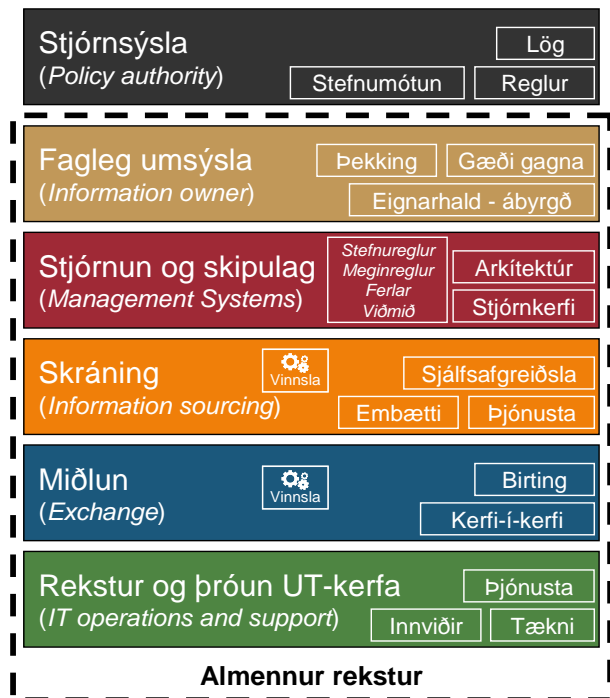 Stjórnsýsla
(Policy authority)
Lög
Stefnumótun
Reglur
Fagleg umsýsla
(Information owner)
Þekking
Gæði gagna
Eignarhald - ábyrgð
Stjórnun og skipulag
(Management Systems)
Stefnureglur
Meginreglur
Ferlar
Viðmið
Arkítektúr
Stjórnkerfi
Skráning
(Information sourcing)
Vinnsla
Sjálfsafgreiðsla
Embætti
Þjónusta
Miðlun
(Exchange)
Vinnsla
Birting
Kerfi-í-kerfi
Rekstur og þróun UT-kerfa
(IT operations and support)
Þjónusta
Innviðir
Tækni
Almennur rekstur